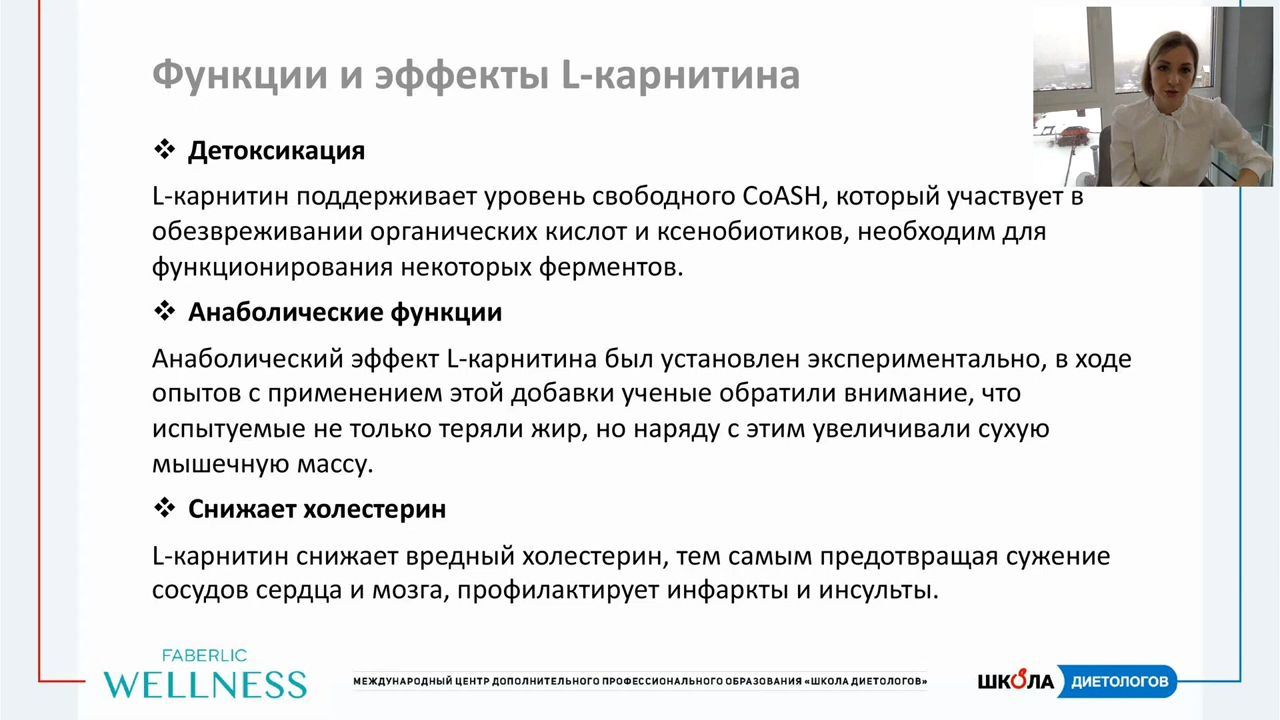 Функции и эффекты L-карнитина
❖ Детоксикация
L-карнитин поддерживает уровень свободного CoASH, который участвует в
обезвреживании органических кислот и ксенобиотиков, необходим для
функционирования некоторых ферментов.
❖ Анаболические функции
Анаболический эффект L-карнитина был установлен экспериментально, в ходе
опытов с применением этой добавки ученые обратили внимание, что
испытуемые не только теряли жир, но наряду с этим увеличивали сухую
мышечную массу.
❖ Снижает холестерин
L-карнитин снижает вредный холестерин, тем самым предотвращая сужение
сосудов сердца и мозга, профилактирует инфаркты и инсульты.
FABERLIC
WELLNESS
МЕЖДУНАРОДНЫЙ ЦЕНТР ДОПОЛНИТЕЛЬНОГО ПРОФЕССИОНАЛЬНОГО ОБРАЗОВАНИЯ «ШКОЛА ДИЕТОЛОГОВ»
ШКОЛА ДИЕТОЛОГОВ